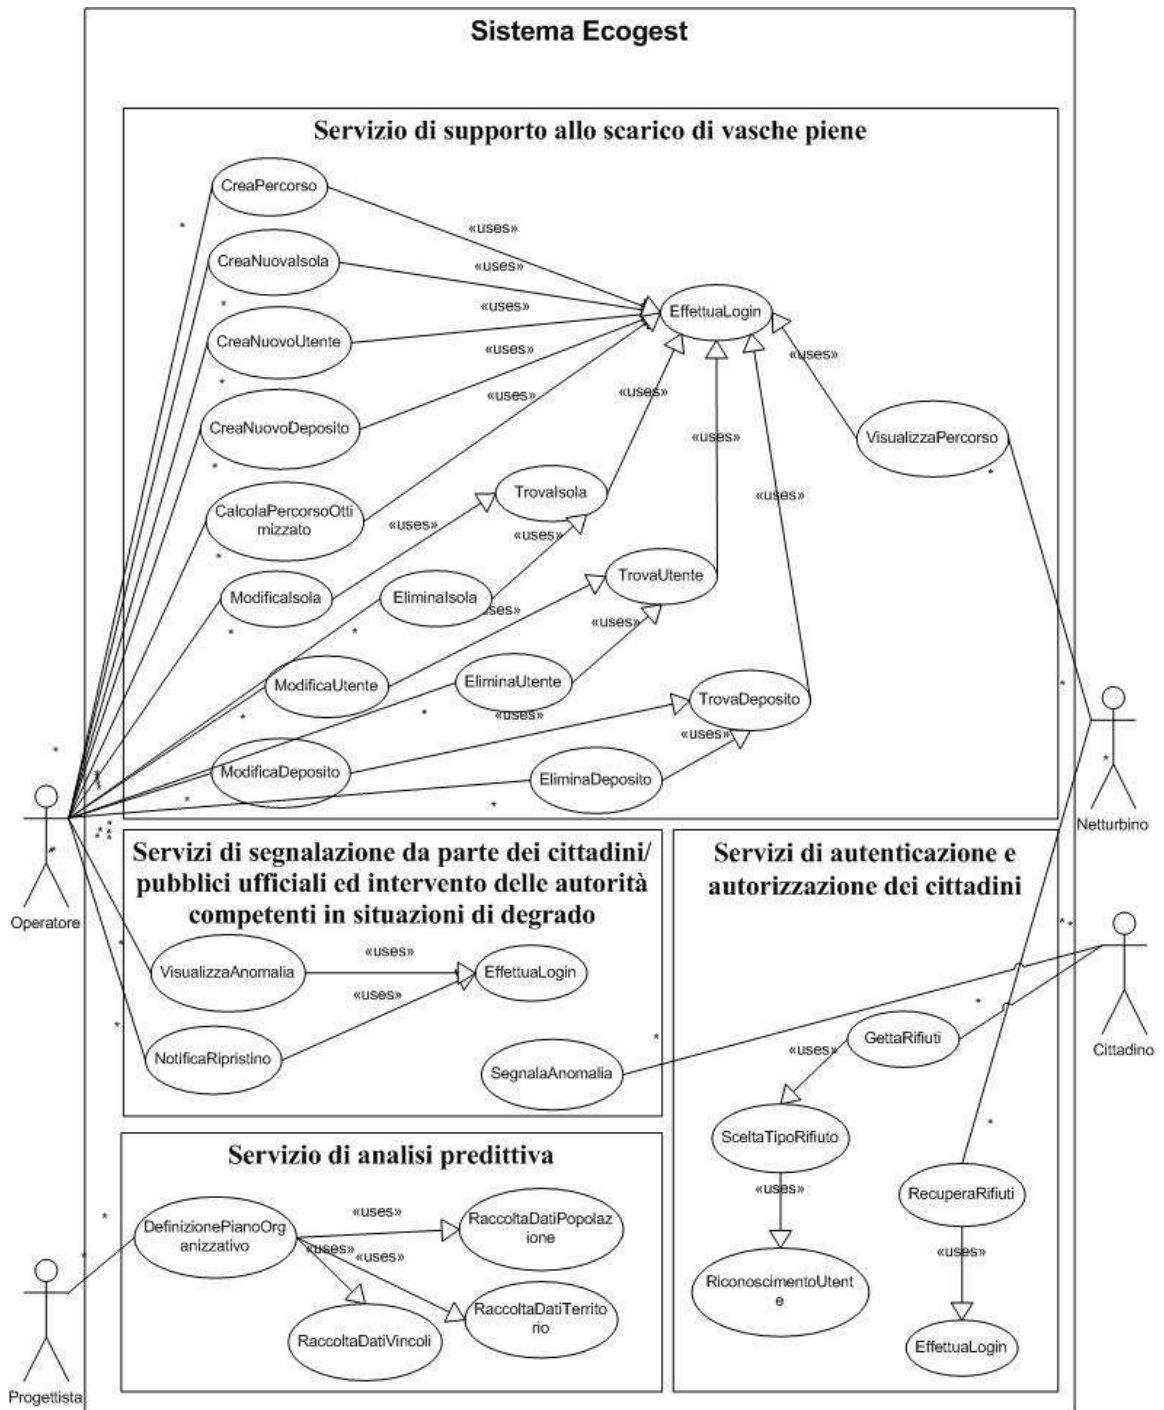 Sistema Ecogest
Servizio di supporto allo scarico di vasche piene
CreaPercorso
«uses»
CreaNuovaIsola
«uses»
EffettuaLogin
«uses»
CreaNuovoUtente
«uses»
«uses»
«uses»
«uses»
CreaNuovoDeposito
VisualizzaPercorso
«uses»
TrovaIsola
«uses»
CalcolaPercorsoOtti
mizzato
«uses»
«uses»
TrovaUtente
ModificaIsola
EliminaIsola
«uses»
ModificaUtente
EliminaUtente
TrovaDeposito
«uses»
«uses»
ModificaDeposito
EliminaDeposito
Operatore
Netturbino
Servizi di segnalazione da parte dei cittadini/
pubblici ufficiali ed intervento delle autorità
competenti in situazioni di degrado
«uses»
VisualizzaAnomalia
EffettuaLogin
«uses»
NotificaRipristino
SegnalaAnomalia
Servizi di autenticazione e
autorizzazione dei cittadini
GettaRifiuti
Cittadino
«uses»
SceltaTipoRifiuto
«uses»
RecuperaRifiuti
«uses»
RiconoscimentoUtent
e
EffettuaLogin
Servizio di analisi predittiva
DefinizionePianoOrg
anizzativo
«uses»
RaccoltaDatiPopolaz
ione
«uses»
«uses»
RaccoltaDatiTerrito
rio
RaccoltaDatiVincoli
Progettista